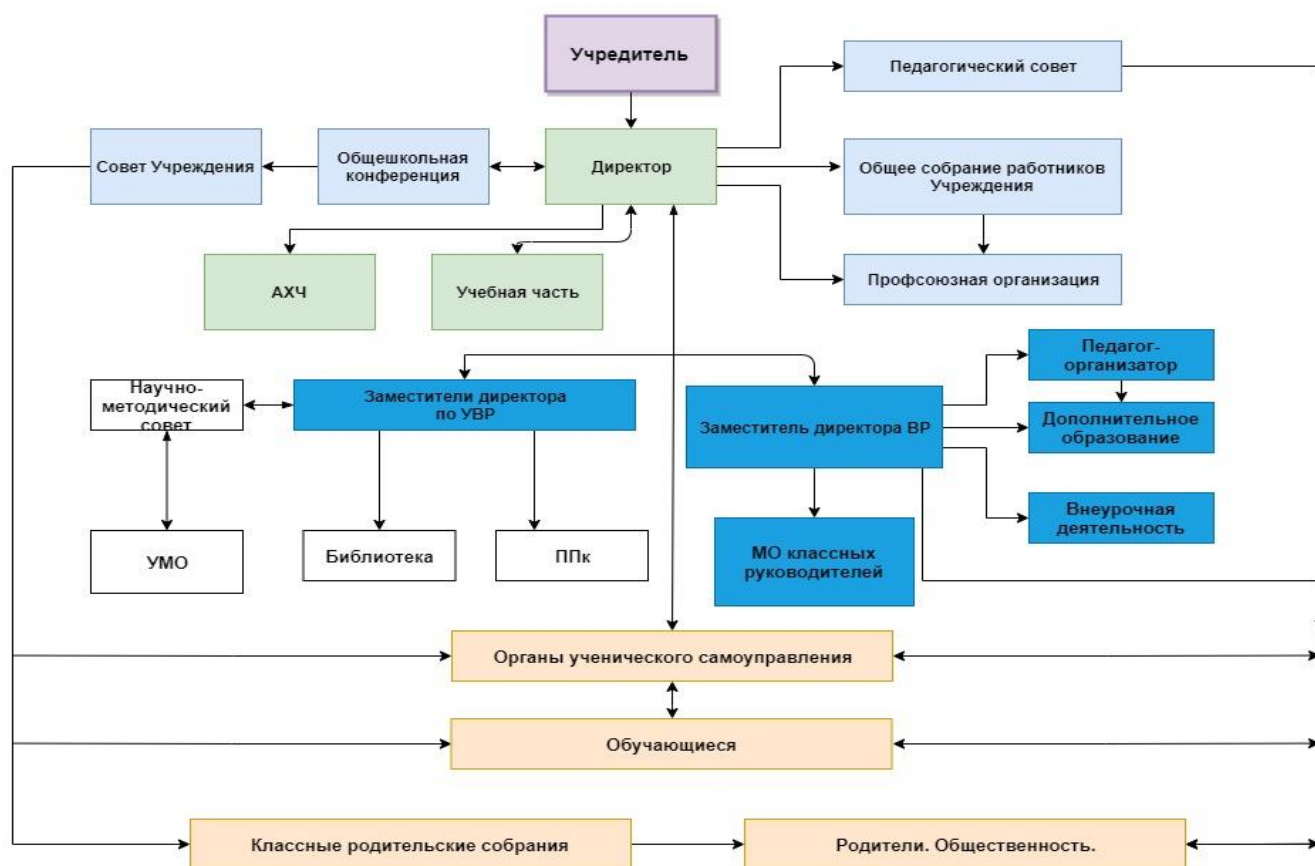 Учредитель
Педагогический совет
Совет Учреждения
Общешкольная
конференция
Директор
Общее собрание работников
Учреждения
АХЧ
Учебная часть
Профсоюзная организация
Научно-
методический
совет
Заместители директора
по УВР
Заместитель директора ВР
Педагог-
организатор
Дополнительное
образование
Внеурочная
деятельность
УМО
Библиотека
ППк
МО классных
руководителей
Органы ученического самоуправления
Обучающиеся
Классные родительские собрания
Родители. Общественность.